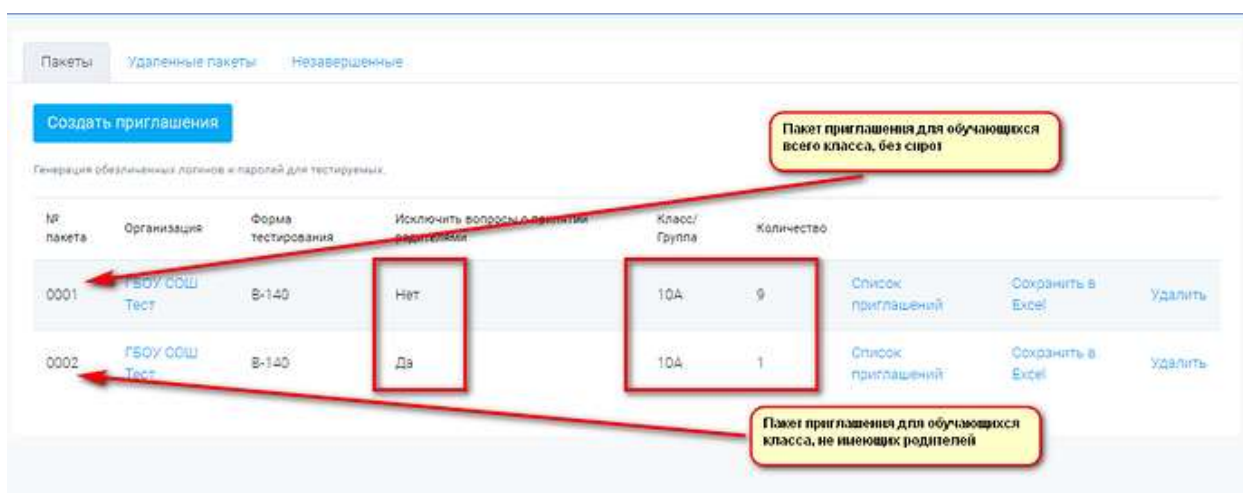 Пакеты Удаленные пакеты Незавершенные
Создать приглашения
Пакет приглашения для обучающихся
всего класса, без сирот
Генерация обезличенных логинов и паролей для тестируемых.
№
пакета
Организация
Форма
тестирования
Исключить вопросы о принятии
родителями
Класс/
Группа
Количество
0001
ГБОУ СОШ
Тест
B-140
Нет
10А
9
Список
приглашений
Сохранить в
Excel
Удалить
0002
ГБОУ СОШ
Тест
B-140
Да
10А
1
Список
приглашений
Сохранить в
Excel
Удалить
Пакет приглашения для обучающихся
класса, не имеющих родителей